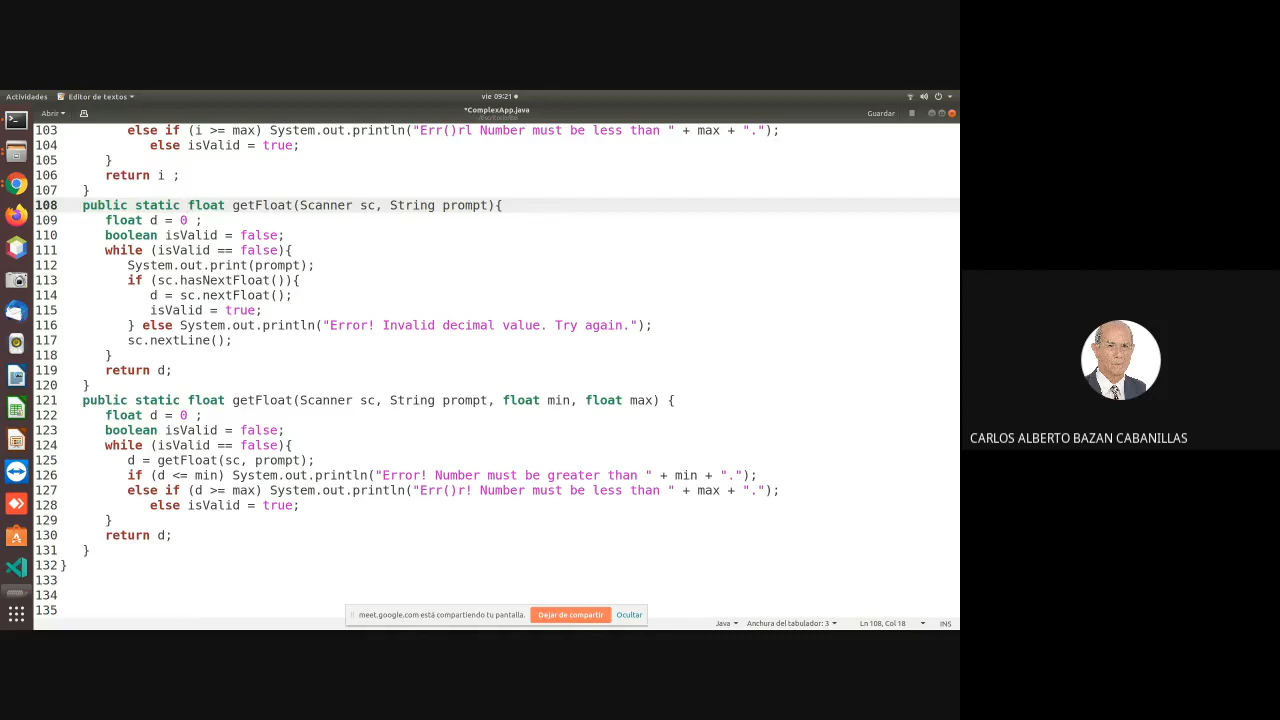 Actividades Editor de textos vie 09:21
Abrir *ComplexApp.java Guardar
103 else if (i >= max) System.out.println("Err()rl Number must be less than " + max + ".");
104 else isValid = true;
105 }
106 return i ;
107 }
108 public static float getFloat(Scanner sc, String prompt){
109 float d = 0 ;
110 boolean isValid = false;
111 while (isValid == false){
112 System.out.print(prompt);
113 if (sc.hasNextFloat()){
114 d = sc.nextFloat();
115 isValid = true;
116 } else System.out.println("Error! Invalid decimal value. Try again.");
117 sc.nextLine();
118 }
119 return d;
120 }
121 public static float getFloat(Scanner sc, String prompt, float min, float max) {
122 float d = 0 ;
123 boolean isValid = false;
124 while (isValid == false){
125 d = getFloat(sc, prompt);
126 if (d <= min) System.out.println("Error! Number must be greater than " + min + ".");
127 else if (d >= max) System.out.println("Err()r! Number must be less than " + max + ".");
128 else isValid = true;
129 }
130 return d;
131 }
132 }
133
134
135
meet.google.com está compartiendo tu pantalla. Dejar de compartir Ocultar
Java Anchura del tabulador: 3 Ln 108, Col 18 INS
CARLOS ALBERTO BAZAN CABANILLAS